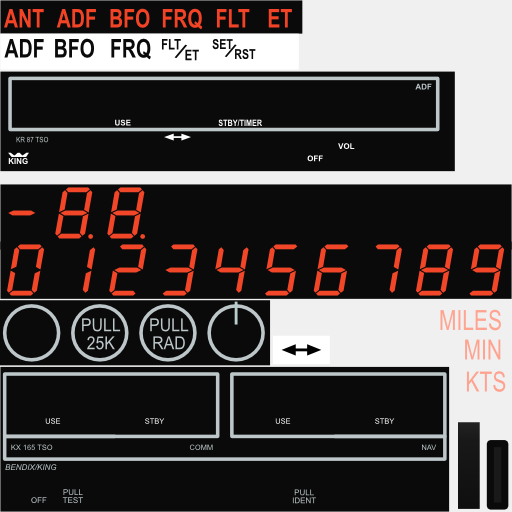 ANT ADF BFO FRQ FLT ET
ADF BFO FRQ FLT/ET SET/RST
ADF
USE STBY/TIMER
KR 87 TSO
VOL
KING OFF
-8.8.
0123456789
PULL 25K
PULL RAD
MILES
MIN
KTS
USE STBY USE STBY
KX 165 TSO COMM NAV
BENDIX/KING
OFF PULL TEST PULL IDENT